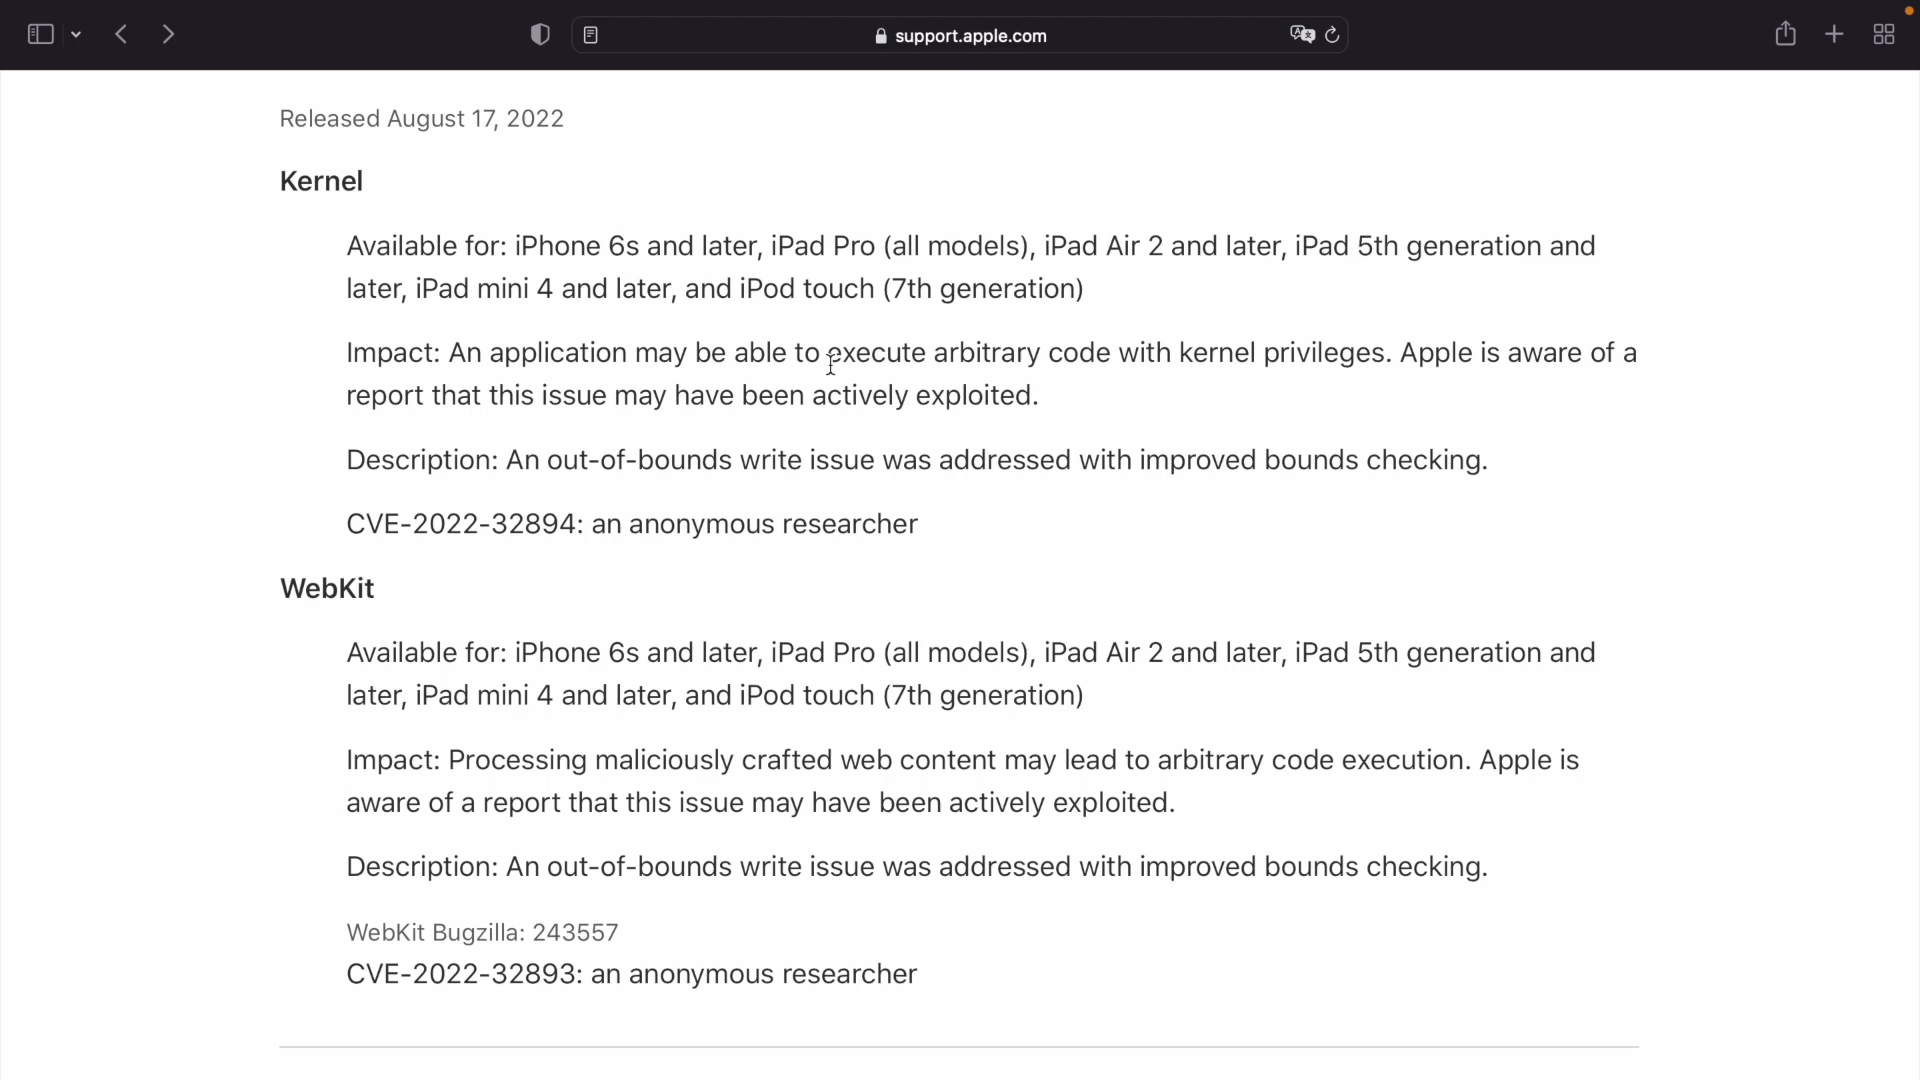 support.apple.com
Released August 17, 2022
Kernel
Available for: iPhone 6s and later, iPad Pro (all models), iPad Air 2 and later, iPad 5th generation and
later, iPad mini 4 and later, and iPod touch (7th generation)
Impact: An application may be able to execute arbitrary code with kernel privileges. Apple is aware of a
report that this issue may have been actively exploited.
Description: An out-of-bounds write issue was addressed with improved bounds checking.
CVE-2022-32894: an anonymous researcher
WebKit
Available for: iPhone 6s and later, iPad Pro (all models), iPad Air 2 and later, iPad 5th generation and
later, iPad mini 4 and later, and iPod touch (7th generation)
Impact: Processing maliciously crafted web content may lead to arbitrary code execution. Apple is
aware of a report that this issue may have been actively exploited.
Description: An out-of-bounds write issue was addressed with improved bounds checking.
WebKit Bugzilla: 243557
CVE-2022-32893: an anonymous researcher